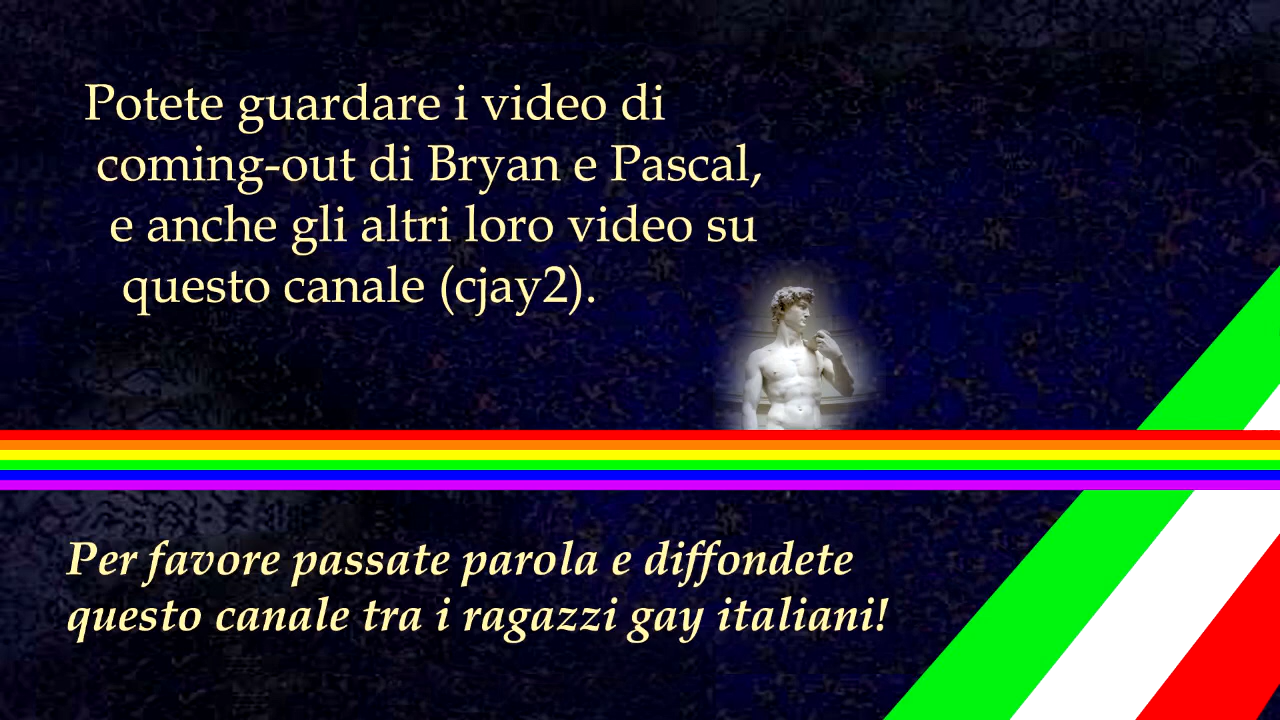 Potete guardare i video di
coming-out di Bryan e Pascal,
e anche gli altri loro video su
questo canale (cjay2).
Per favore passate parola e diffondete
questo canale tra i ragazzi gay italiani!